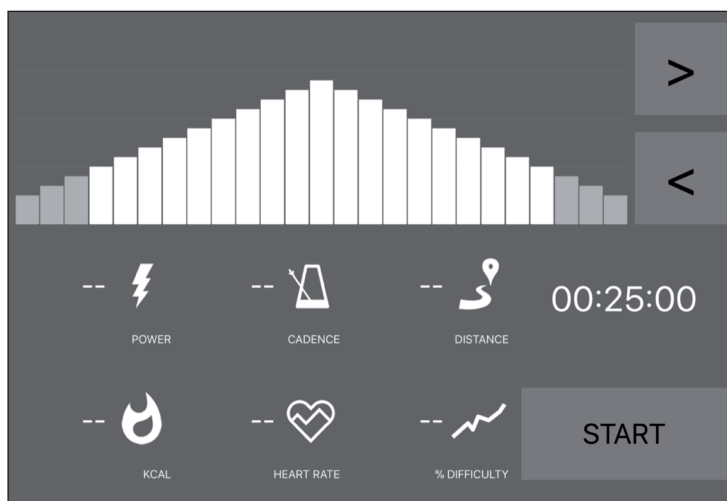 >
<
--
--
--
00:25:00
POWER
CADENCE
DISTANCE
--
--
--
START
KCAL
HEART RATE
% DIFFICULTY